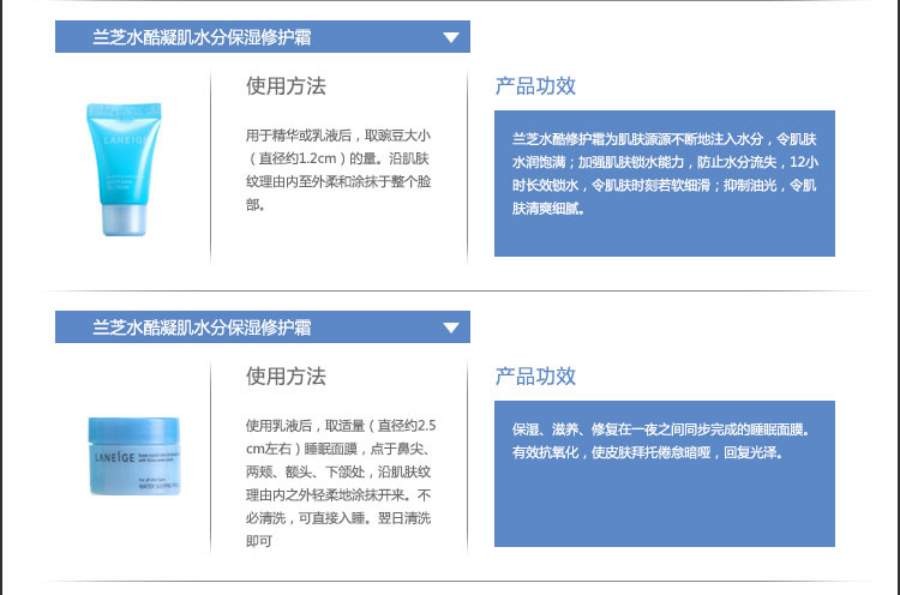 兰芝水酷凝肌水分保湿修护霜
使用方法
用于精华或乳液后，取豌豆大小
（直径约1.2cm）的量。沿肌肤
纹理由内至外柔和涂抹于整个脸
部。
产品功效
兰芝水酷修护霜为肌肤源源不断地注入水分，令肌肤
水润饱满；加强肌肤锁水能力，防止水分流失，12小
时长效锁水，令肌肤时刻若软细滑；抑制油光，令肌
肤清爽细腻。
LANEIGE
兰芝水酷凝肌水分保湿修护霜
使用方法
使用乳液后，取适量（直径约2.5
cm左右）睡眠面膜，点于鼻尖、
两颊、额头、下颌处，沿肌肤纹
理由内之外轻柔地涂抹开来。不
必清洗，可直接入睡。翌日清洗
即可
产品功效
保湿、滋养、修复在一夜之间同步完成的睡眠面膜。
有效抗氧化，使皮肤拜托倦怠暗哑，回复光泽。
LANEIGE